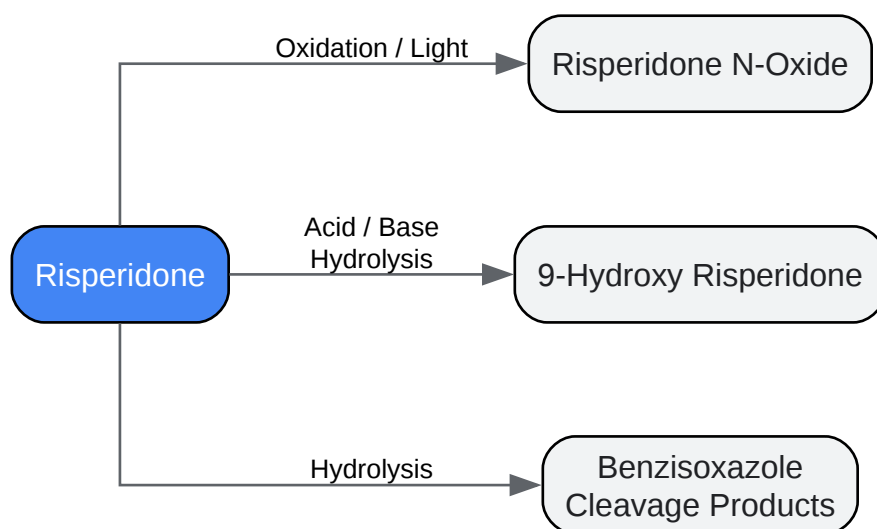 Oxidation / Light
Risperidone N-Oxide
Risperidone
Acid / Base
Hydrolysis
9-Hydroxy Risperidone
Hydrolysis
Benzisoxazole
Cleavage Products